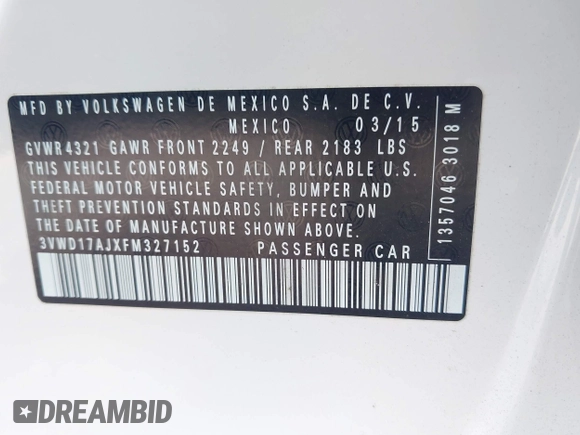 MFD BY VOLKSWAGEN DE MEXICO S.A. DE C.V.
MEXICO 03/15
GVWR 4321 GAWR FRONT 2249 / REAR 2183 LBS
THIS VEHICLE CONFORMS TO ALL APPLICABLE U.S.
FEDERAL MOTOR VEHICLE SAFETY, BUMPER AND
THEFT PREVENTION STANDARDS IN EFFECT ON
THE DATE OF MANUFACTURE SHOWN ABOVE.
3VWD17AJXFM327152 PASSENGER CAR
1357046 3018 M
DREAMBID